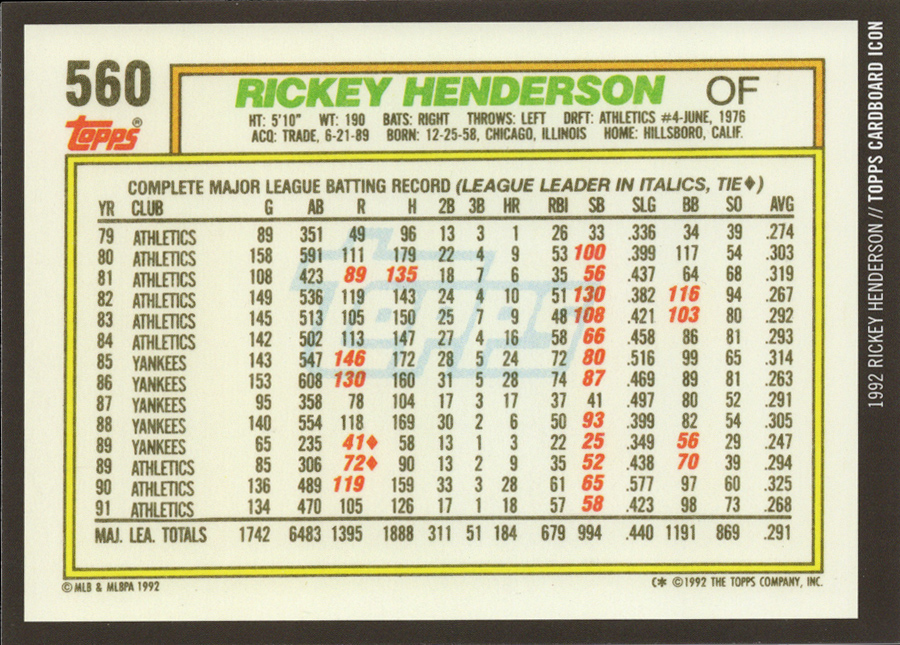 560
topps®
RICKEY HENDERSON OF
HT: 5'10" WT: 190 BATS: RIGHT THROWS: LEFT DRFT: ATHLETICS #4-JUNE, 1976
ACQ: TRADE, 6-21-89 BORN: 12-25-58, CHICAGO, ILLINOIS HOME: HILLSBORO, CALIF.
COMPLETE MAJOR LEAGUE BATTING RECORD (LEAGUE LEADER IN ITALICS, TIE♦)
YR CLUB G AB R H 2B 3B HR RBI SB SLG BB SO AVG
79 ATHLETICS 89 351 49 96 13 3 1 26 33 .336 34 39 .274
80 ATHLETICS 158 591 111 179 22 4 9 53 100 .399 117 54 .303
81 ATHLETICS 108 423 89 135 18 7 6 35 56 .437 64 68 .319
82 ATHLETICS 149 536 119 143 24 4 10 51 130 .382 116 94 .267
83 ATHLETICS 145 513 105 150 25 7 9 48 108 .421 103 80 .292
84 ATHLETICS 142 502 113 147 27 4 16 58 66 .458 86 81 .293
85 YANKEES 143 547 146 172 28 5 24 72 80 .516 99 65 .314
86 YANKEES 153 608 130 160 31 5 28 74 87 .469 89 81 .263
87 YANKEES 95 358 78 104 17 3 17 37 41 .497 80 52 .291
88 YANKEES 140 554 118 169 30 2 6 50 93 .399 82 54 .305
89 YANKEES 65 235 41♦ 58 13 1 3 22 25 .349 56 29 .247
89 ATHLETICS 85 306 72♦ 90 13 2 9 35 52 .438 70 39 .294
90 ATHLETICS 136 489 119 159 33 3 28 61 65 .577 97 60 .325
91 ATHLETICS 134 470 105 126 17 1 18 57 58 .423 98 73 .268
MAJ. LEA. TOTALS 1742 6483 1395 1888 311 51 184 679 994 .440 1191 869 .291
topps
© MLB & MLBPA 1992
C* ©1992 THE TOPPS COMPANY, INC.
1992 RICKEY HENDERSON // TOPPS CARDBOARD ICON